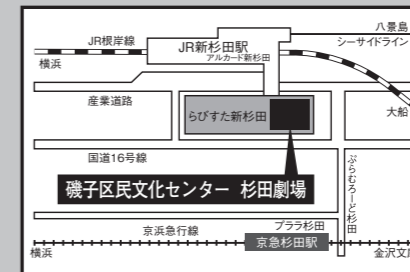 八景島
シーサイドライン
JR根岸線
JR新杉田駅
アルカード新杉田
横浜
産業道路
らびすた新杉田
大船
国道16号線
磯子区民文化センター 杉田劇場
ぷらむろーど杉田
プララ杉田
京浜急行線
京急杉田駅
横浜
金沢文庫